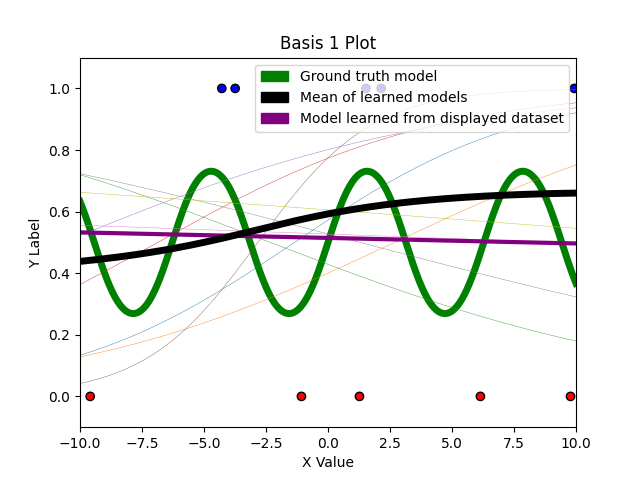 Basis 1 Plot
Ground truth model
Mean of learned models
Model learned from displayed dataset
Y Label
1.0
0.8
0.6
0.4
0.2
0.0
−10.0 −7.5 −5.0 −2.5 0.0 2.5 5.0 7.5 10.0
X Value